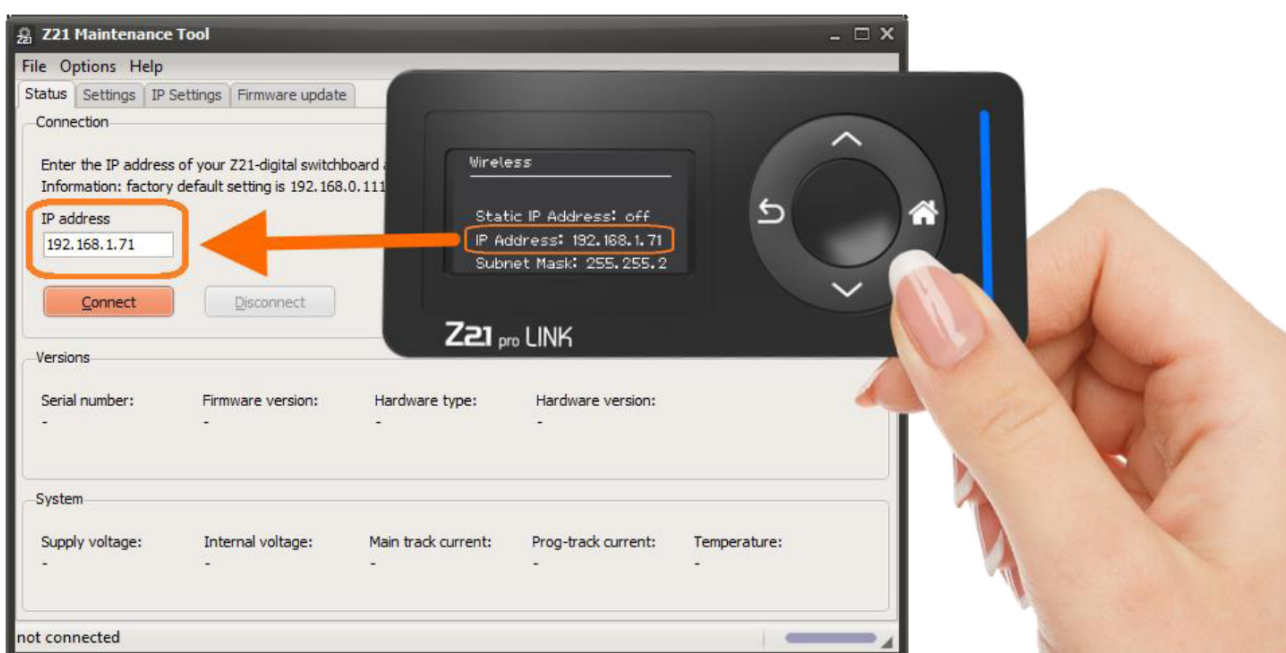 Z21 Maintenance Tool
File Options Help
Status Settings IP Settings Firmware update
Connection
Enter the IP address of your Z21-digital switchboard
Information: factory default setting is 192.168.0.111
IP address
192.168.1.71
Connect Disconnect
Wireless
Static IP Address: off
IP Address: 192.168.1.71
Subnet Mask: 255.255.2
Z21 pro LINK
Versions
Serial number: Firmware version: Hardware type: Hardware version:
- - - -
System
Supply voltage: Internal voltage: Main track current: Prog-track current: Temperature:
- - - - -
not connected